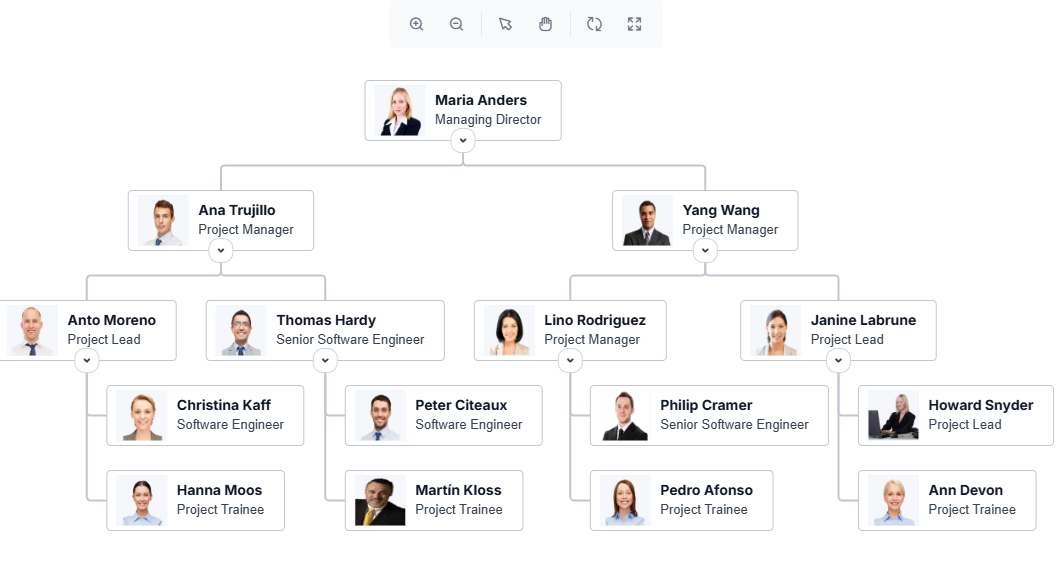 Maria Anders
Managing Director
Ana Trujillo
Project Manager
Yang Wang
Project Manager
Anto Moreno
Project Lead
Thomas Hardy
Senior Software Engineer
Lino Rodriguez
Project Manager
Janine Labrune
Project Lead
Christina Kaff
Software Engineer
Peter Citeaux
Software Engineer
Philip Cramer
Senior Software Engineer
Howard Snyder
Project Lead
Hanna Moos
Project Trainee
Martín Kloss
Project Trainee
Pedro Afonso
Project Trainee
Ann Devon
Project Trainee